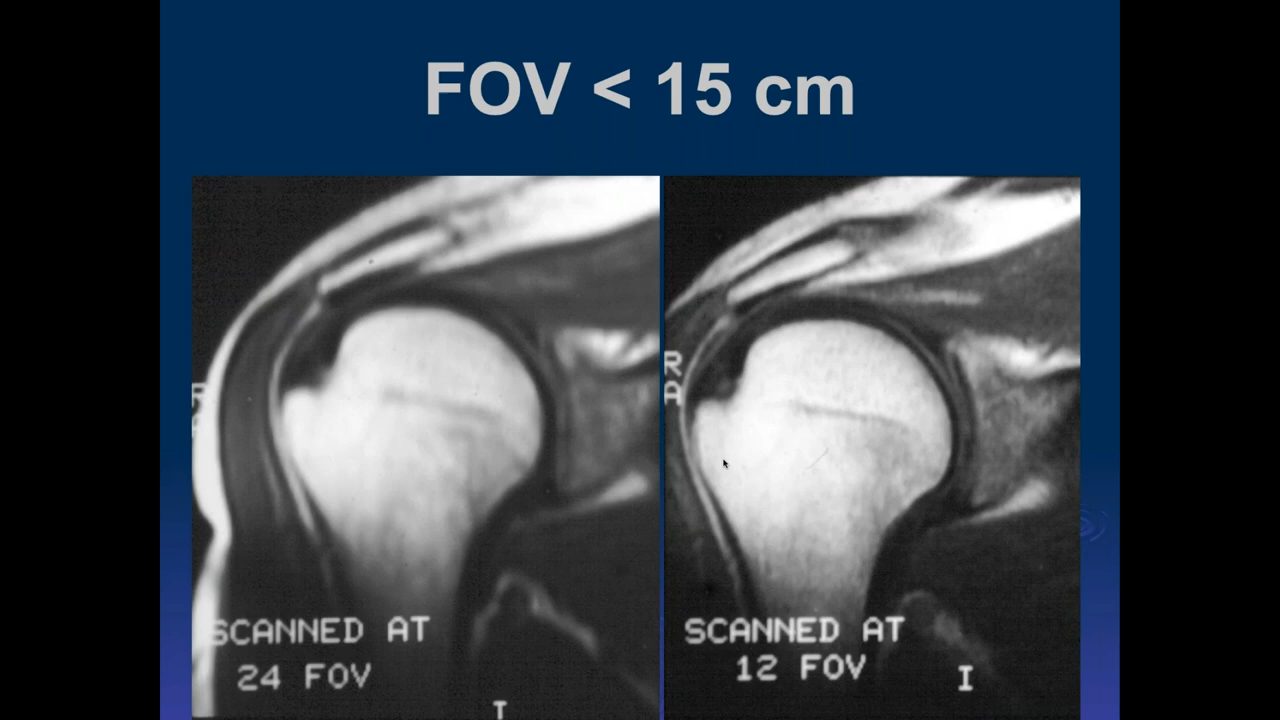 FOV < 15 cm
R
SCANNED AT
24 FOV
I
R
A
SCANNED AT
12 FOV
I